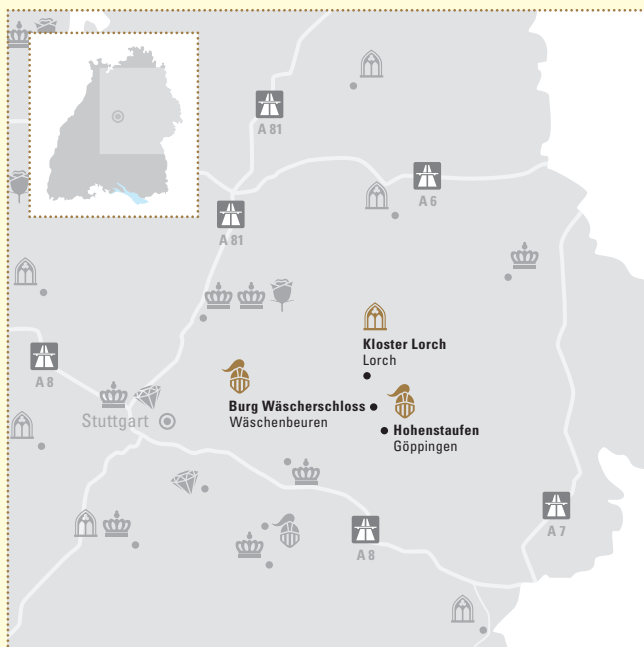 A 81
A 6
A 81
Kloster Lorch
Lorch
A 8
Burg Wäscherschloss
Wäschenbeuren
Hohenstaufen
Göppingen
Stuttgart
A 8
A 7